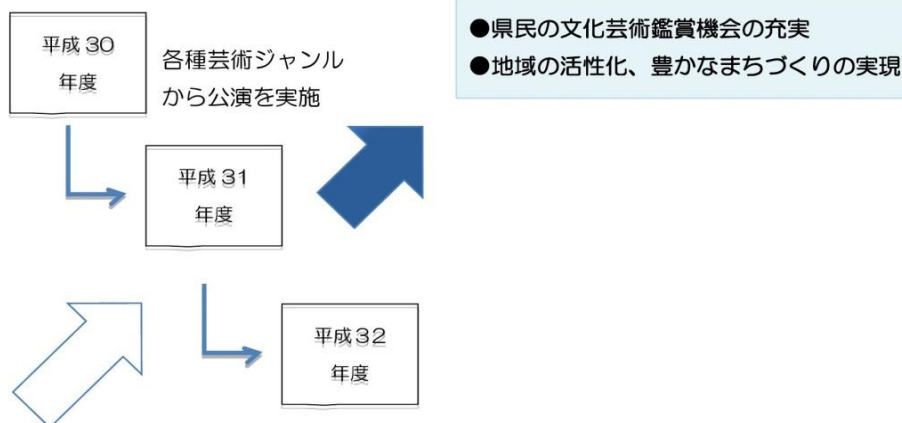 平成30
年度
各種芸術ジャンル
から公演を実施
●県民の文化芸術鑑賞機会の充実
●地域の活性化、豊かなまちづくりの実現
平成31
年度
平成32
年度